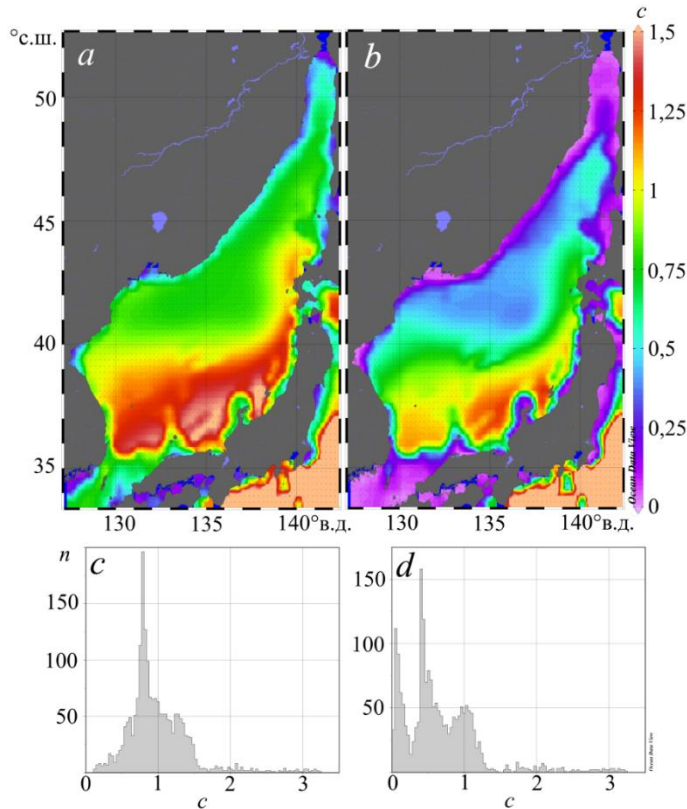 c
°с.ш. a b 1,5
50
1,25
45
1
0,75
40
0,5
0,25
35
Ocean Data View
0
130 135 140°в.д. 130 135 140°в.д.
n c d
150 150
100 100
50 50
Ocean Data View
0 1 2 3 0 1 2 3
c c